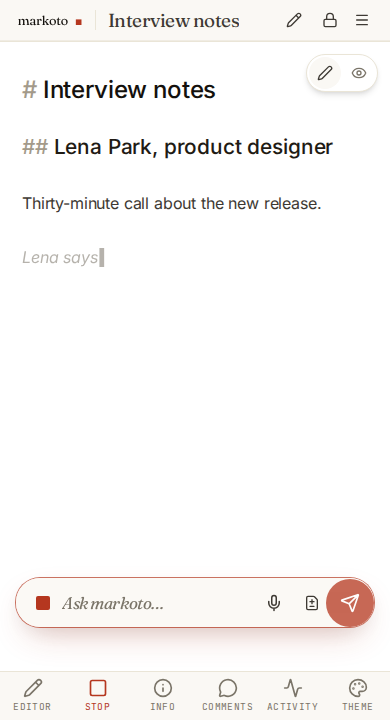 markoto
Interview notes
# Interview notes
## Lena Park, product designer
Thirty-minute call about the new release.
Lena says
Ask markoto...
EDITOR STOP INFO COMMENTS ACTIVITY THEME